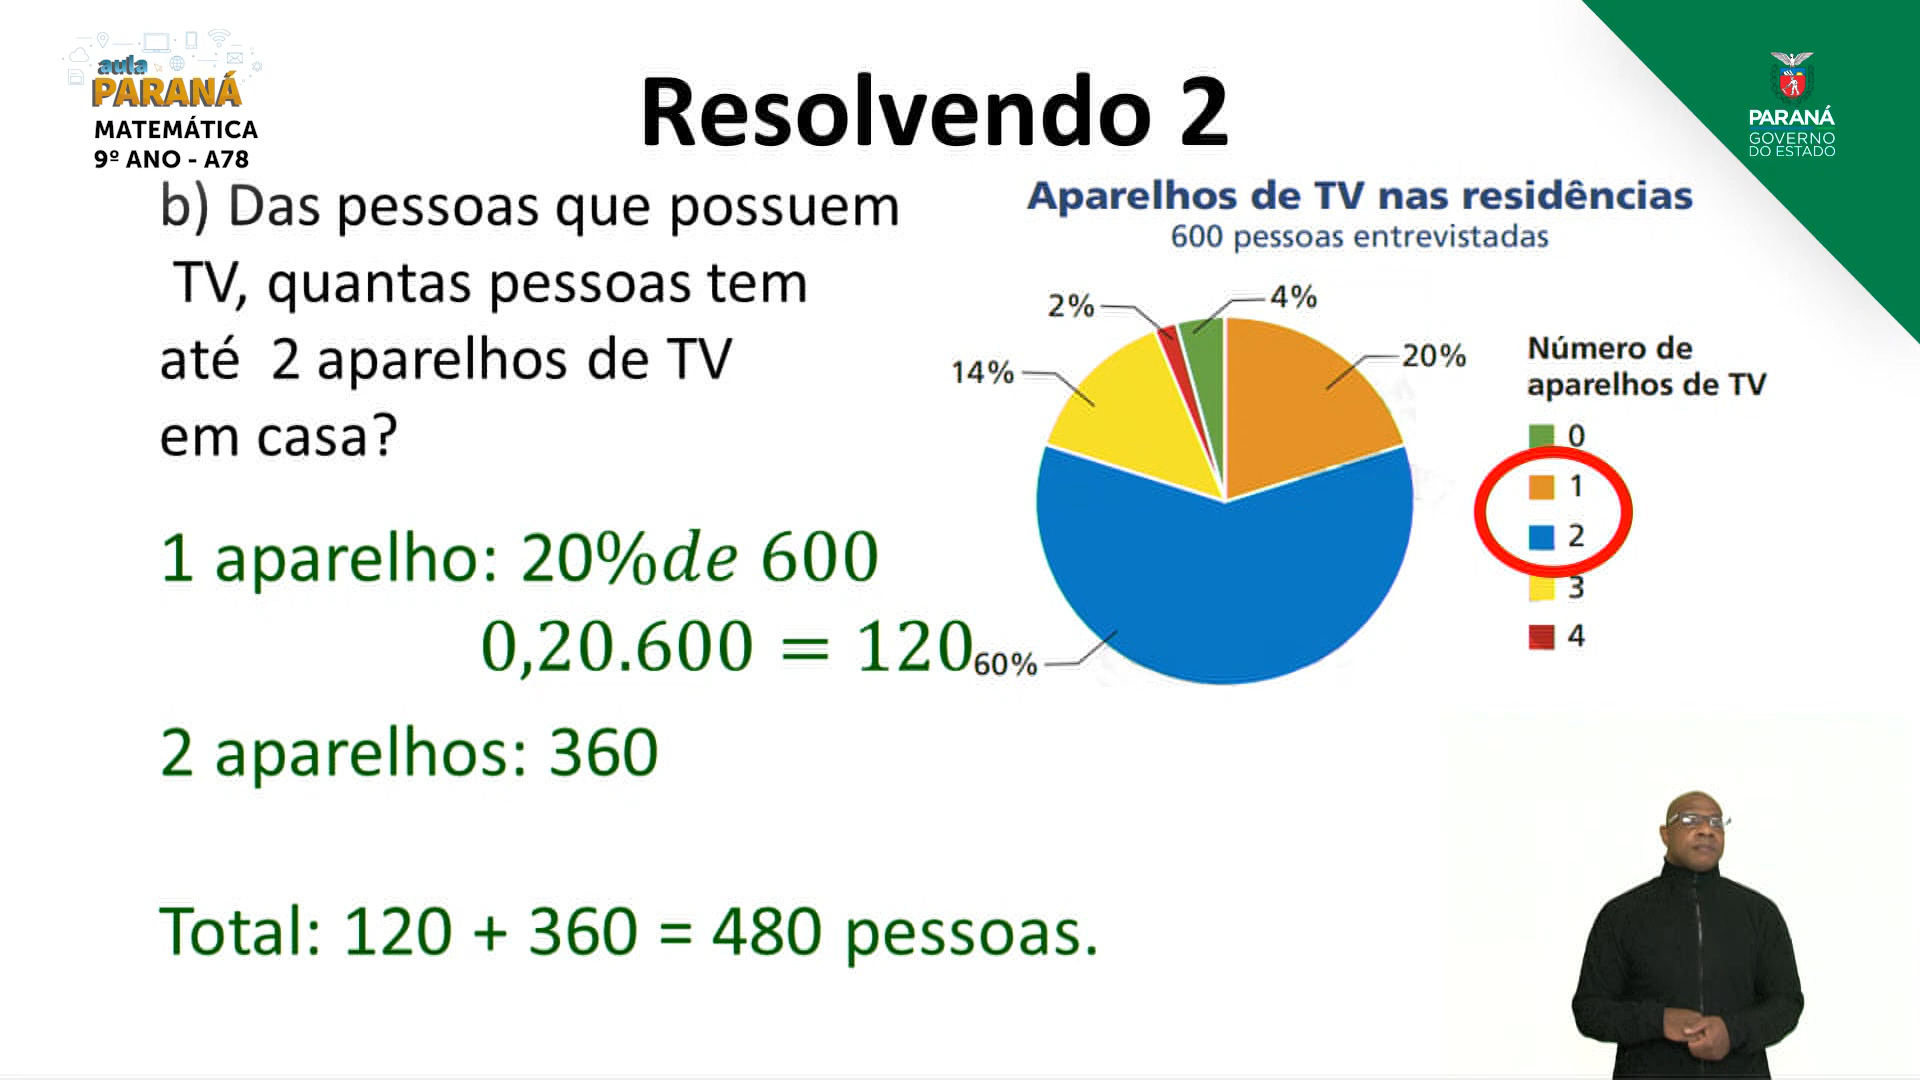 aula
PARANÁ
MATEMÁTICA
9º ANO - A78
Resolvendo 2
PARANÁ
GOVERNO
DO ESTADO
b) Das pessoas que possuem
TV, quantas pessoas tem
até 2 aparelhos de TV
em casa?
1 aparelho: 20%de 600
0,20.600 = 120
2 aparelhos: 360
Total: 120 + 360 = 480 pessoas.
Aparelhos de TV nas residências
600 pessoas entrevistadas
2%
4%
14%
20%
60%
Número de
aparelhos de TV
0
1
2
3
4